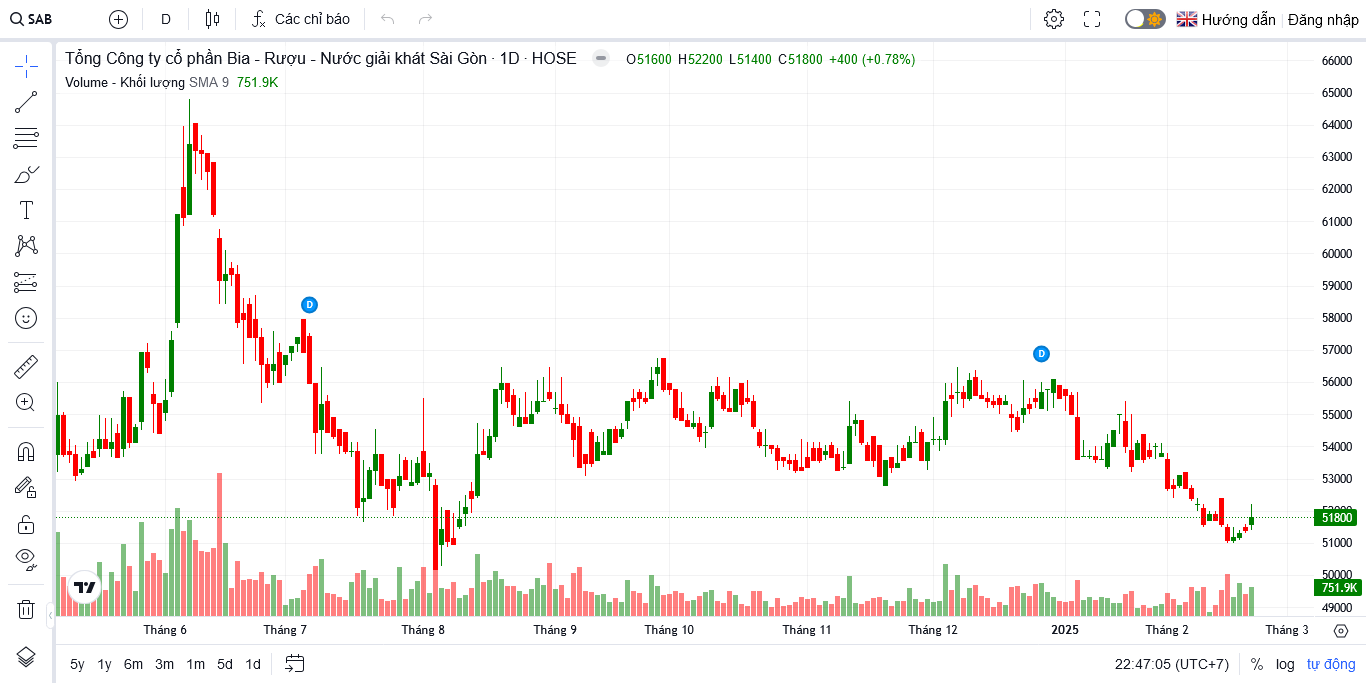 SAB D Các chỉ báo Hướng dẫn Đăng nhập
Tổng Công ty cổ phần Bia - Rượu - Nước giải khát Sài Gòn · 1D · HOSE O51600 H52200 L51400 C51800 +400 (+0.78%)
Volume - Khối lượng SMA 9 751.9K
66000
65000
64000
63000
62000
61000
60000
59000
D
58000
57000
D
56000
55000
54000
53000
51800
51000
50000
751.9K
49000
Tháng 6 Tháng 7 Tháng 8 Tháng 9 Tháng 10 Tháng 11 Tháng 12 2025 Tháng 2 Tháng 3
5y 1y 6m 3m 1m 5d 1d 22:47:05 (UTC+7) % log tự động